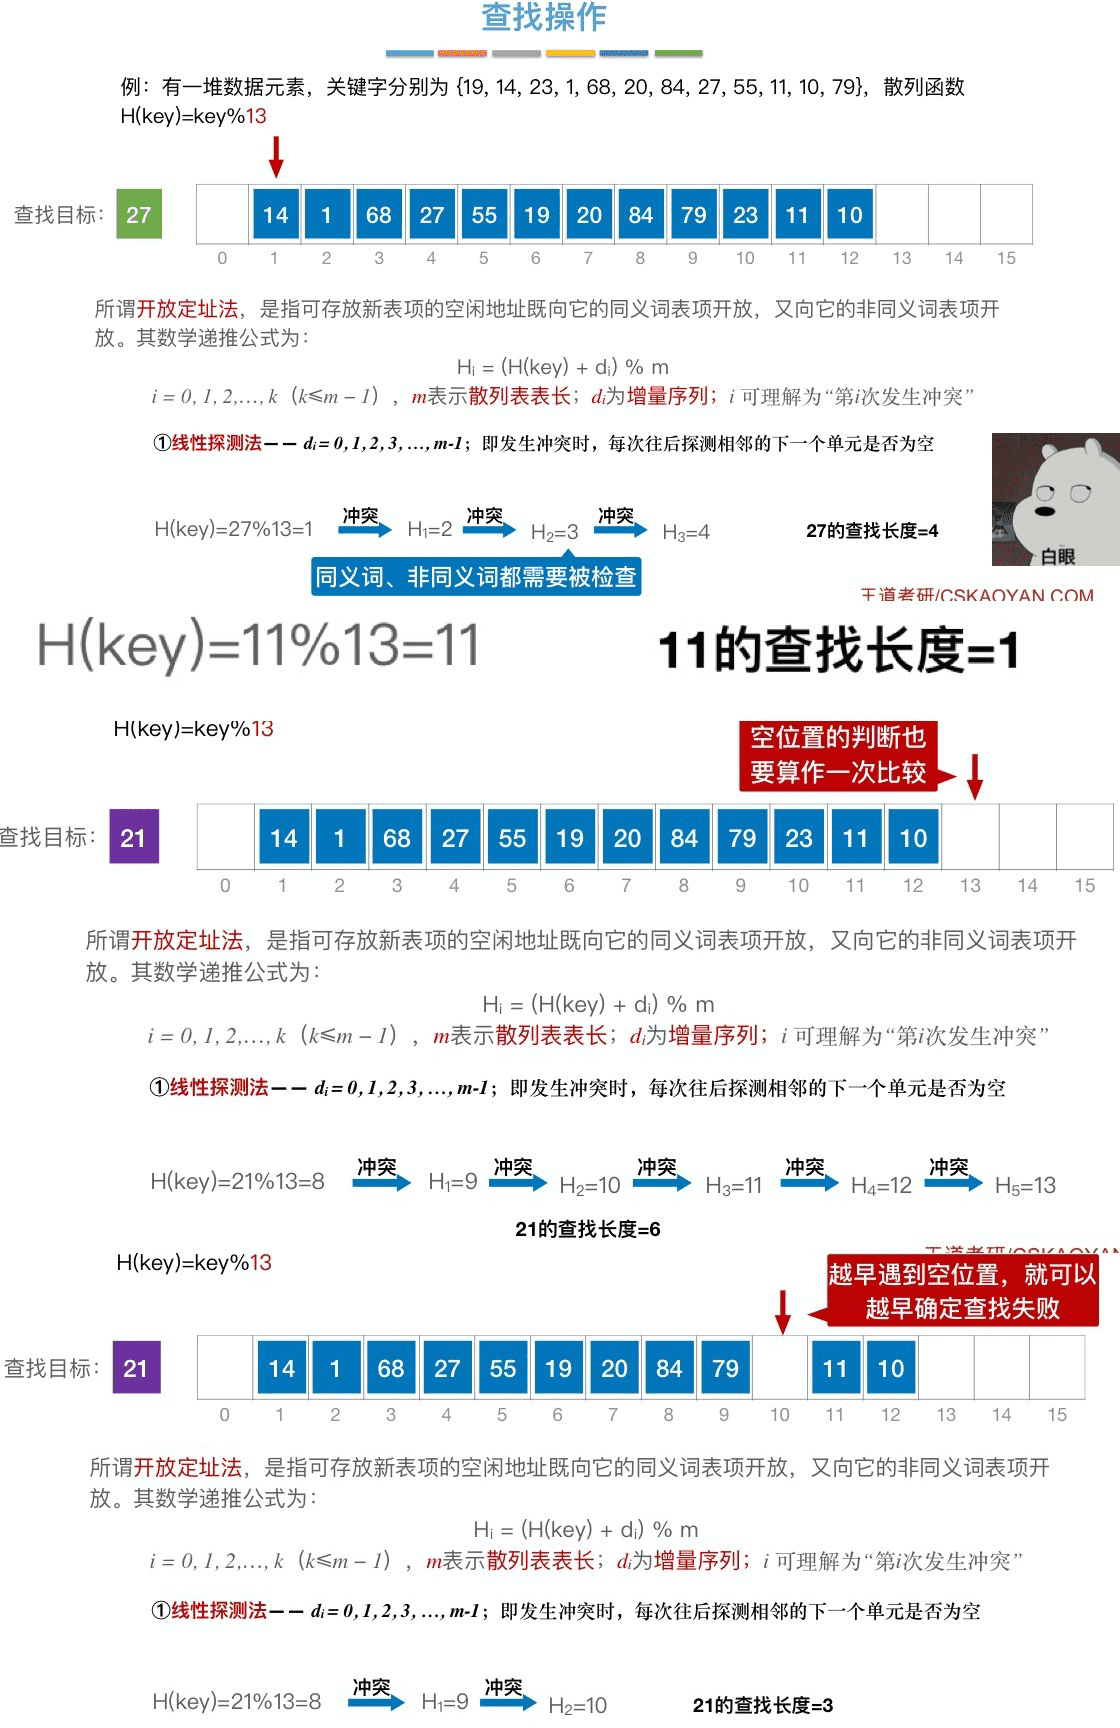 查找操作
例：有一堆数据元素，关键字分别为 {19, 14, 23, 1, 68, 20, 84, 27, 55, 11, 10, 79}，散列函数
H(key)=key%13
查找目标： 27 14 1 68 27 55 19 20 84 79 23 11 10
0 1 2 3 4 5 6 7 8 9 10 11 12 13 14 15
所谓开放定址法，是指可存放新表项的空闲地址既向它的同义词表项开放，又向它的非同义词表项开
放。其数学递推公式为：
Hᵢ = (H(key) + dᵢ) % m
i = 0, 1, 2,…, k（k≤m − 1），m表示散列表表长；dᵢ为增量序列；i 可理解为“第i次发生冲突”
①线性探测法—— dᵢ = 0, 1, 2, 3, …, m-1；即发生冲突时，每次往后探测相邻的下一个单元是否为空
H(key)=27%13=1 冲突 H₁=2 冲突 H₂=3 冲突 H₃=4 27的查找长度=4
同义词、非同义词都需要被检查
白眼
王道考研/CSKAOYAN.COM
H(key)=11%13=11 11的查找长度=1
H(key)=key%13
空位置的判断也
要算作一次比较
查找目标： 21 14 1 68 27 55 19 20 84 79 23 11 10
0 1 2 3 4 5 6 7 8 9 10 11 12 13 14 15
所谓开放定址法，是指可存放新表项的空闲地址既向它的同义词表项开放，又向它的非同义词表项开
放。其数学递推公式为：
Hᵢ = (H(key) + dᵢ) % m
i = 0, 1, 2,…, k（k≤m − 1），m表示散列表表长；dᵢ为增量序列；i 可理解为“第i次发生冲突”
①线性探测法—— dᵢ = 0, 1, 2, 3, …, m-1；即发生冲突时，每次往后探测相邻的下一个单元是否为空
H(key)=21%13=8 冲突 H₁=9 冲突 H₂=10 冲突 H₃=11 冲突 H₄=12 冲突 H₅=13
21的查找长度=6
王道考研/CSKAOYAN
H(key)=key%13
越早遇到空位置，就可以
越早确定查找失败
查找目标： 21 14 1 68 27 55 19 20 84 79 11 10
0 1 2 3 4 5 6 7 8 9 10 11 12 13 14 15
所谓开放定址法，是指可存放新表项的空闲地址既向它的同义词表项开放，又向它的非同义词表项开
放。其数学递推公式为：
Hᵢ = (H(key) + dᵢ) % m
i = 0, 1, 2,…, k（k≤m − 1），m表示散列表表长；dᵢ为增量序列；i 可理解为“第i次发生冲突”
①线性探测法—— dᵢ = 0, 1, 2, 3, …, m-1；即发生冲突时，每次往后探测相邻的下一个单元是否为空
H(key)=21%13=8 冲突 H₁=9 冲突 H₂=10 21的查找长度=3